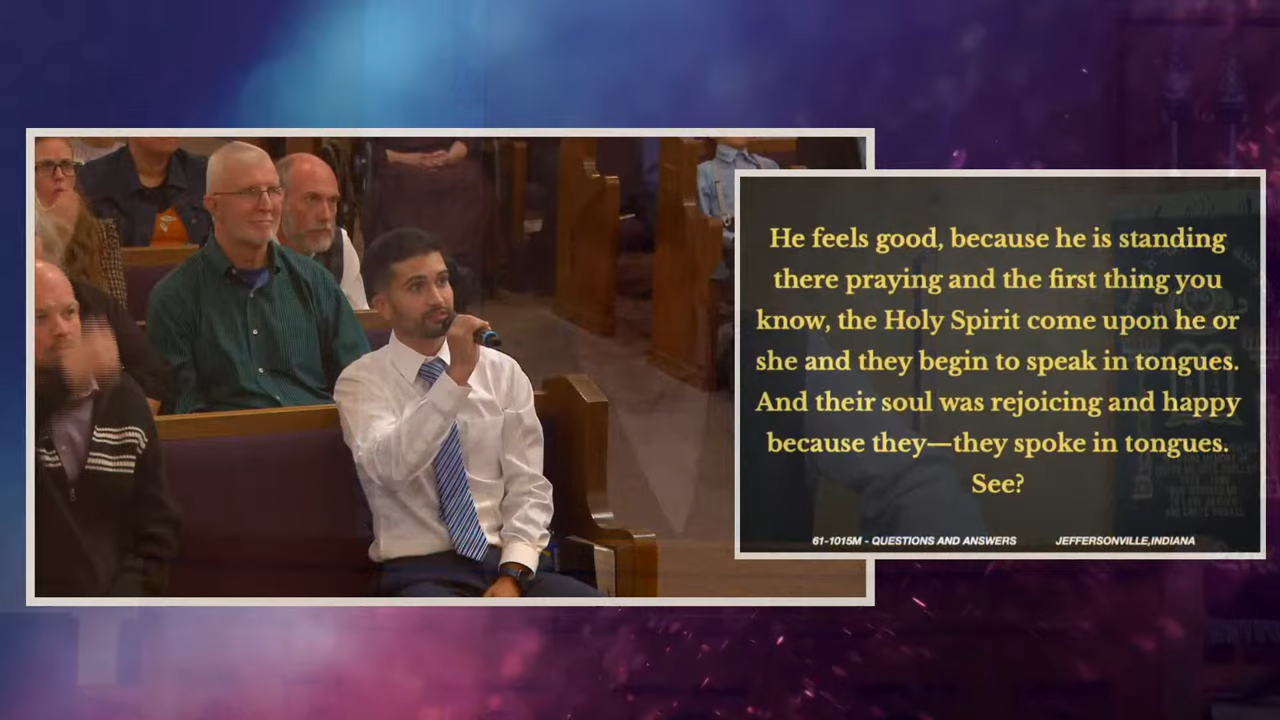 He feels good, because he is standing
there praying and the first thing you
know, the Holy Spirit come upon he or
she and they begin to speak in tongues.
And their soul was rejoicing and happy
because they—they spoke in tongues.
See?
61-1015M - QUESTIONS AND ANSWERS JEFFERSONVILLE,INDIANA